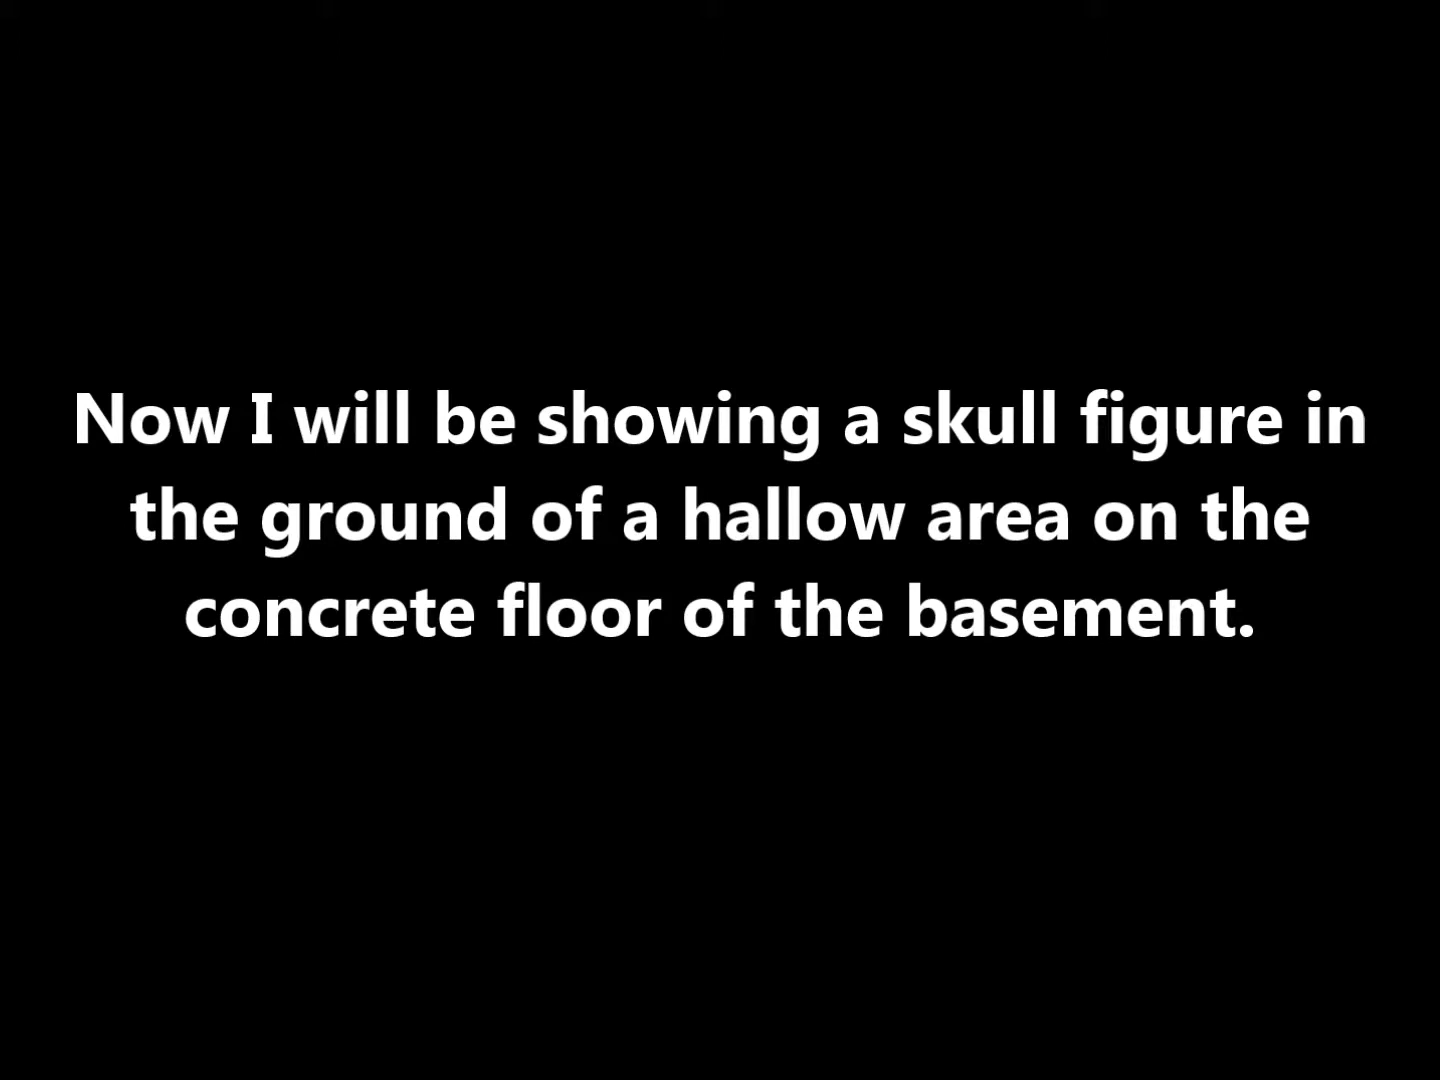 Now I will be showing a skull figure in
the ground of a hallow area on the
concrete floor of the basement.